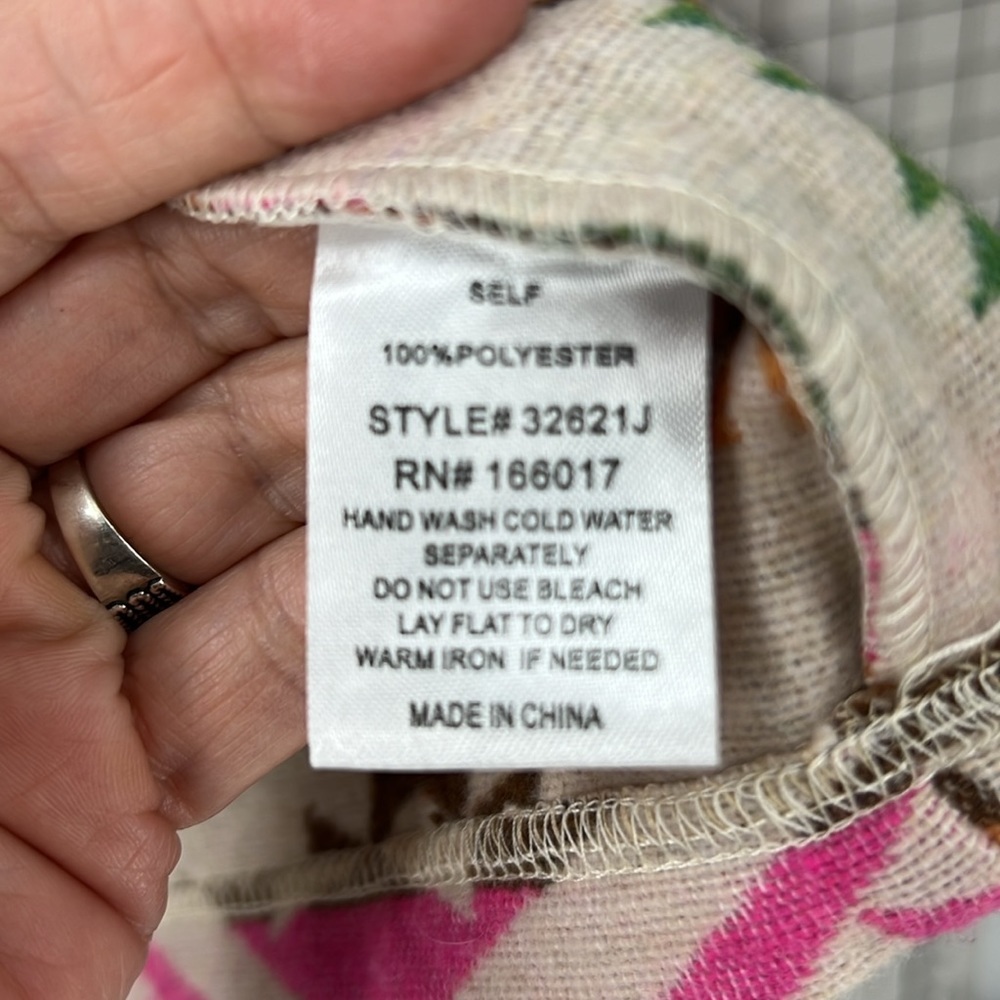 SELF
100%POLYESTER
STYLE# 32621J
RN# 166017
HAND WASH COLD WATER
SEPARATELY
DO NOT USE BLEACH
LAY FLAT TO DRY
WARM IRON IF NEEDED
MADE IN CHINA